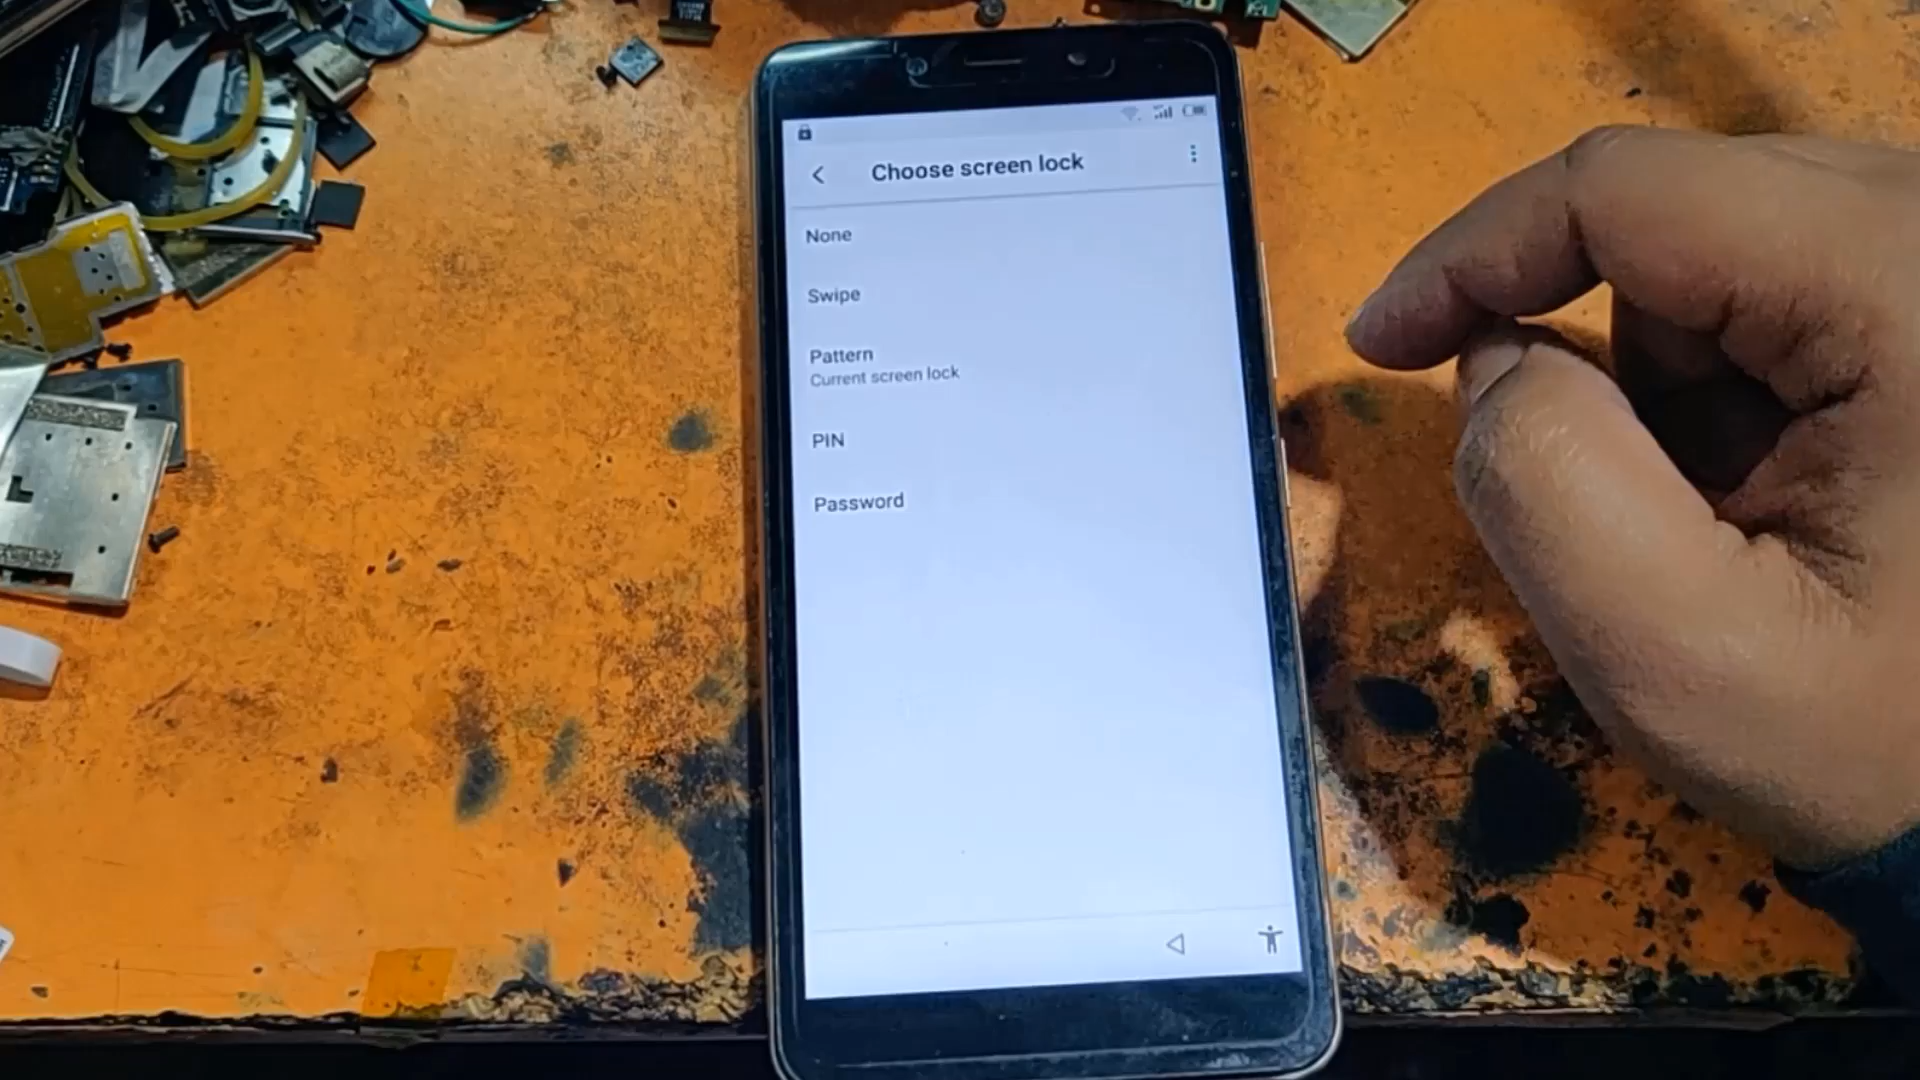 Choose screen lock
None
Swipe
Pattern
Current screen lock
PIN
Password